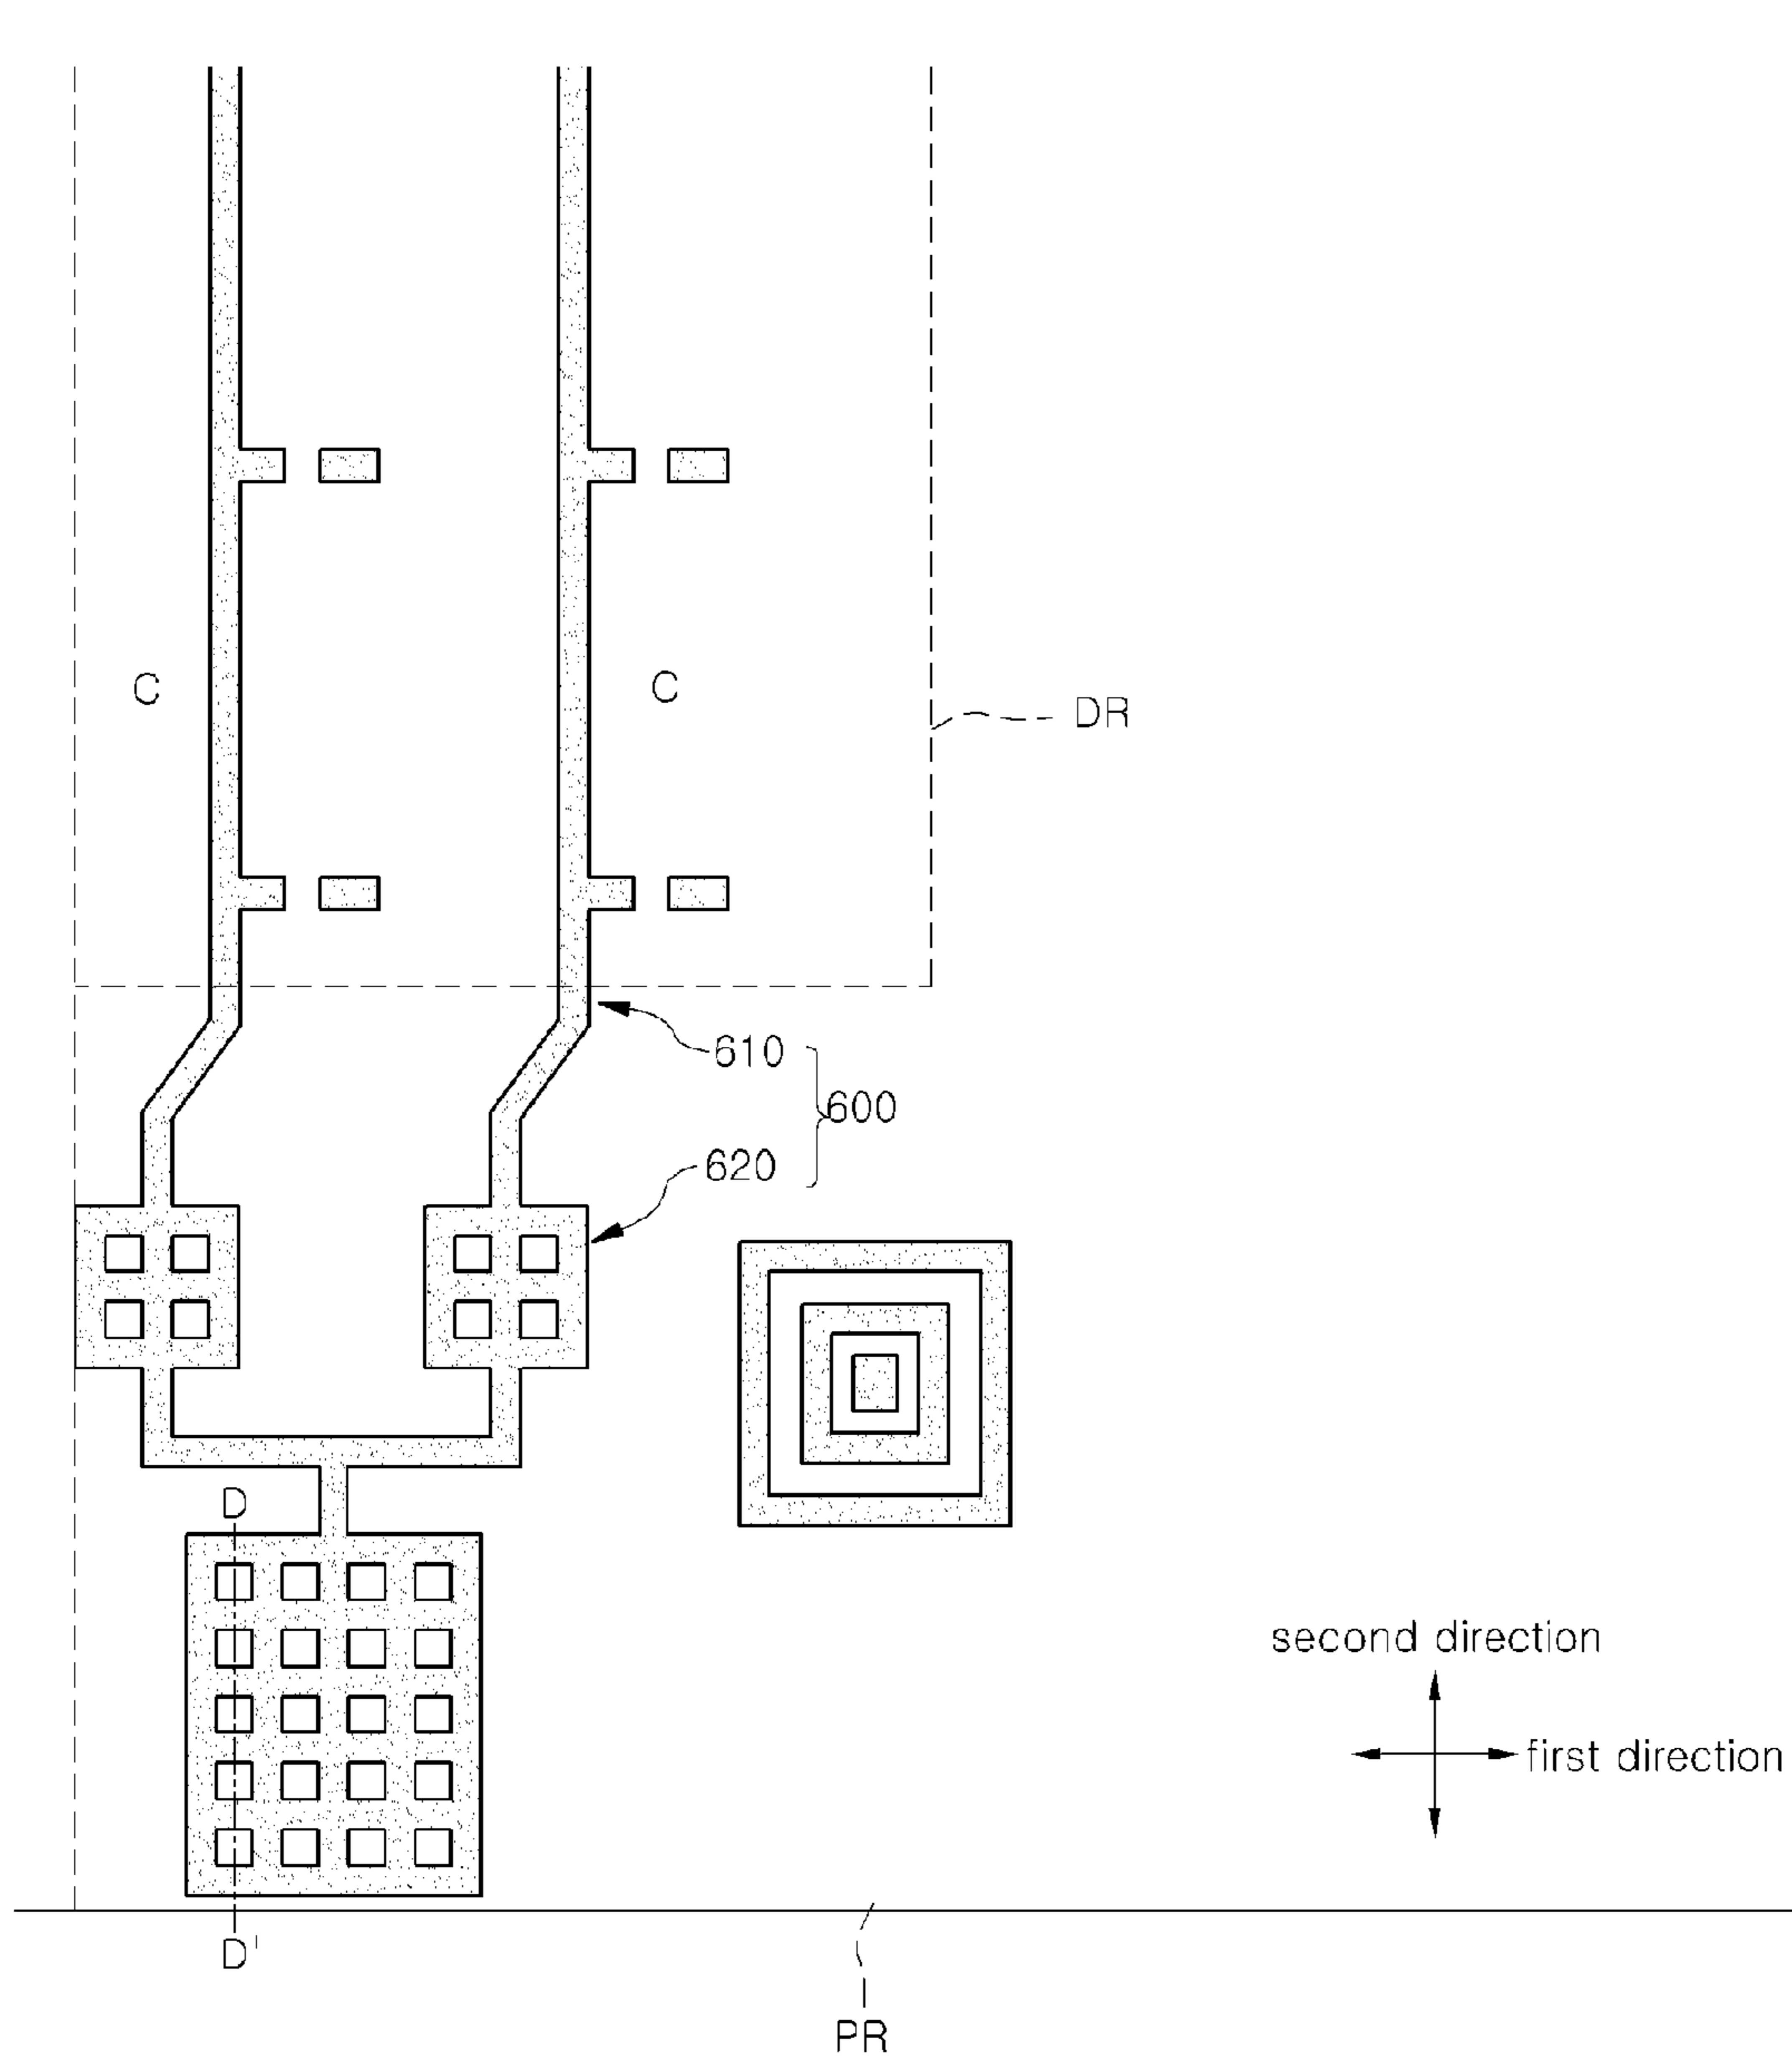 C
C
DR
610
600
620
D
second direction
first direction
D'
PR